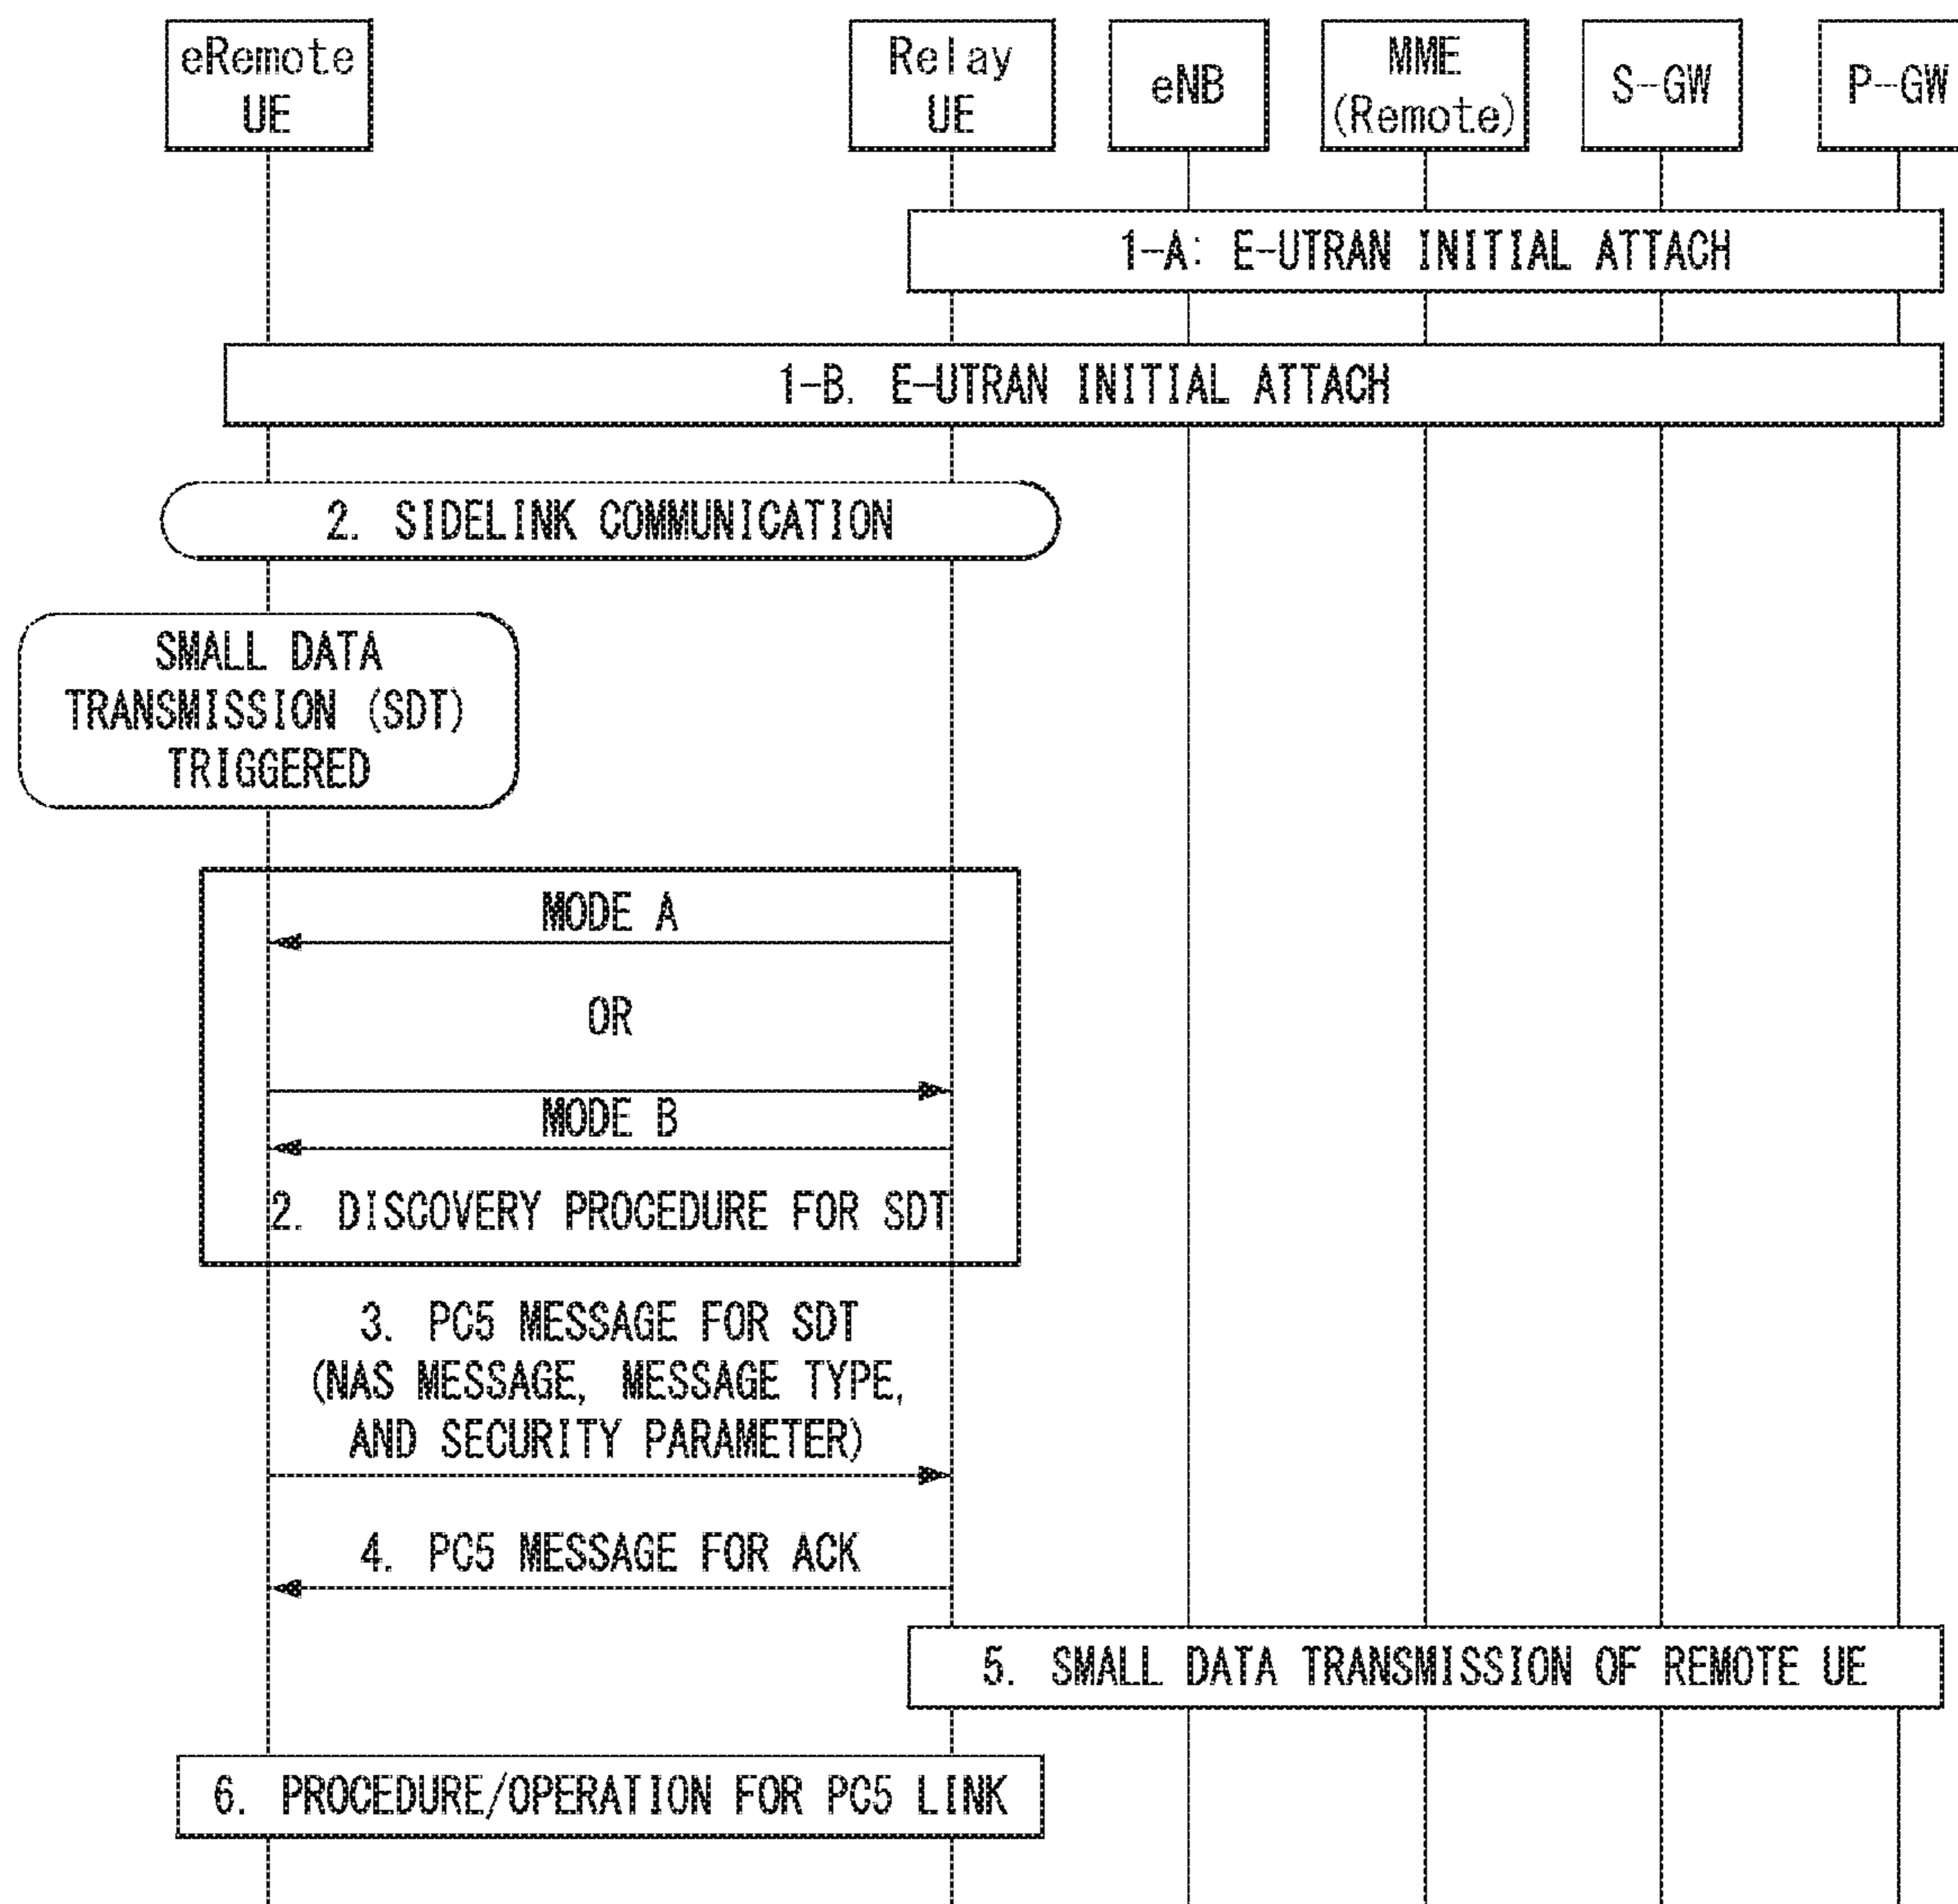 eRemote
UE
Relay
UE
eNB
MME
(Remote)
S-GW
P-GW
1-A: E-UTRAN INITIAL ATTACH
1-B. E-UTRAN INITIAL ATTACH
2. SIDELINK COMMUNICATION
SMALL DATA
TRANSMISSION (SDT)
TRIGGERED
MODE A
OR
MODE B
2. DISCOVERY PROCEDURE FOR SDT
3. PC5 MESSAGE FOR SDT
(NAS MESSAGE, MESSAGE TYPE,
AND SECURITY PARAMETER)
4. PC5 MESSAGE FOR ACK
5. SMALL DATA TRANSMISSION OF REMOTE UE
6. PROCEDURE/OPERATION FOR PC5 LINK